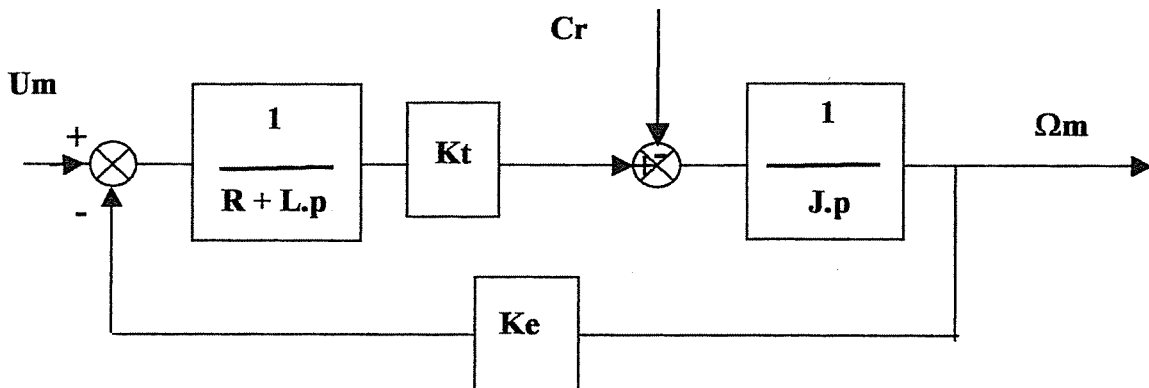 Cr
Um
+
-
1
R + L.p
Kt
+
-
1
J.p
Ωm
Ke